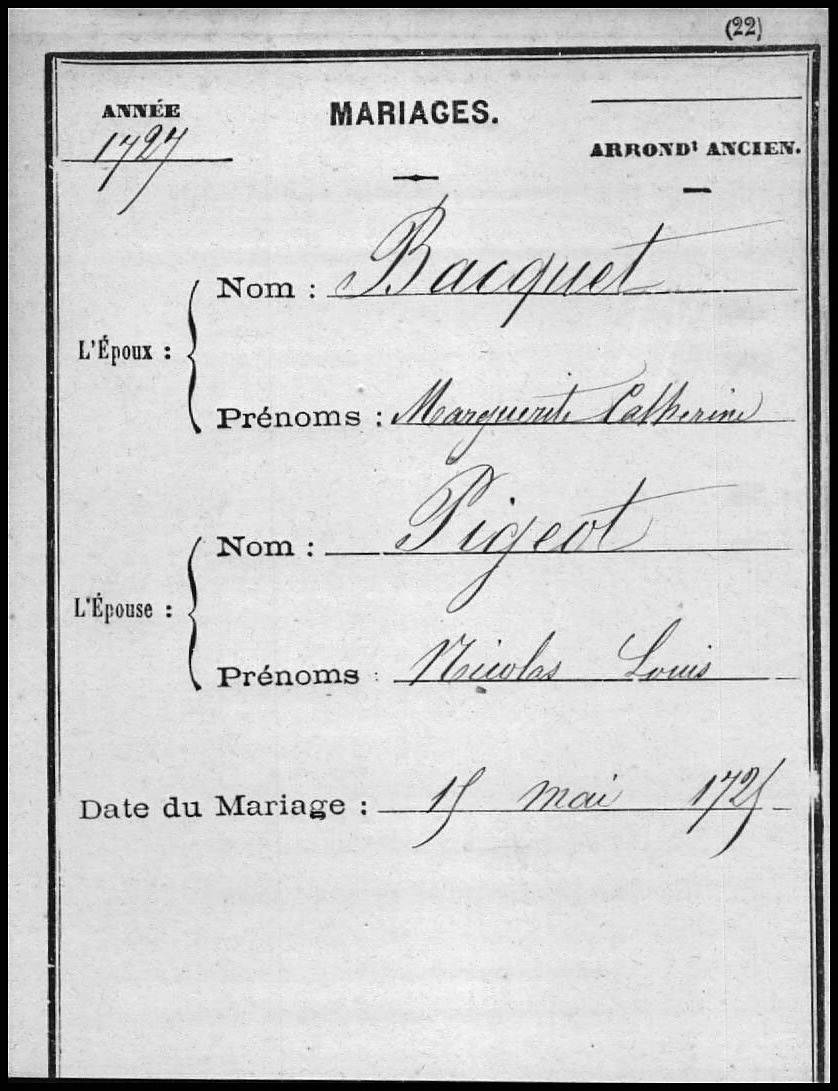 (22)
ANNÉE
1727
MARIAGES.
ARRONDt ANCIEN.
L'Époux :
Nom : Bacquet
Prénoms : Marguerite Catherine
L'Épouse :
Nom : Pigeot
Prénoms : Nicolas Louis
Date du Mariage : 15 mai 1725